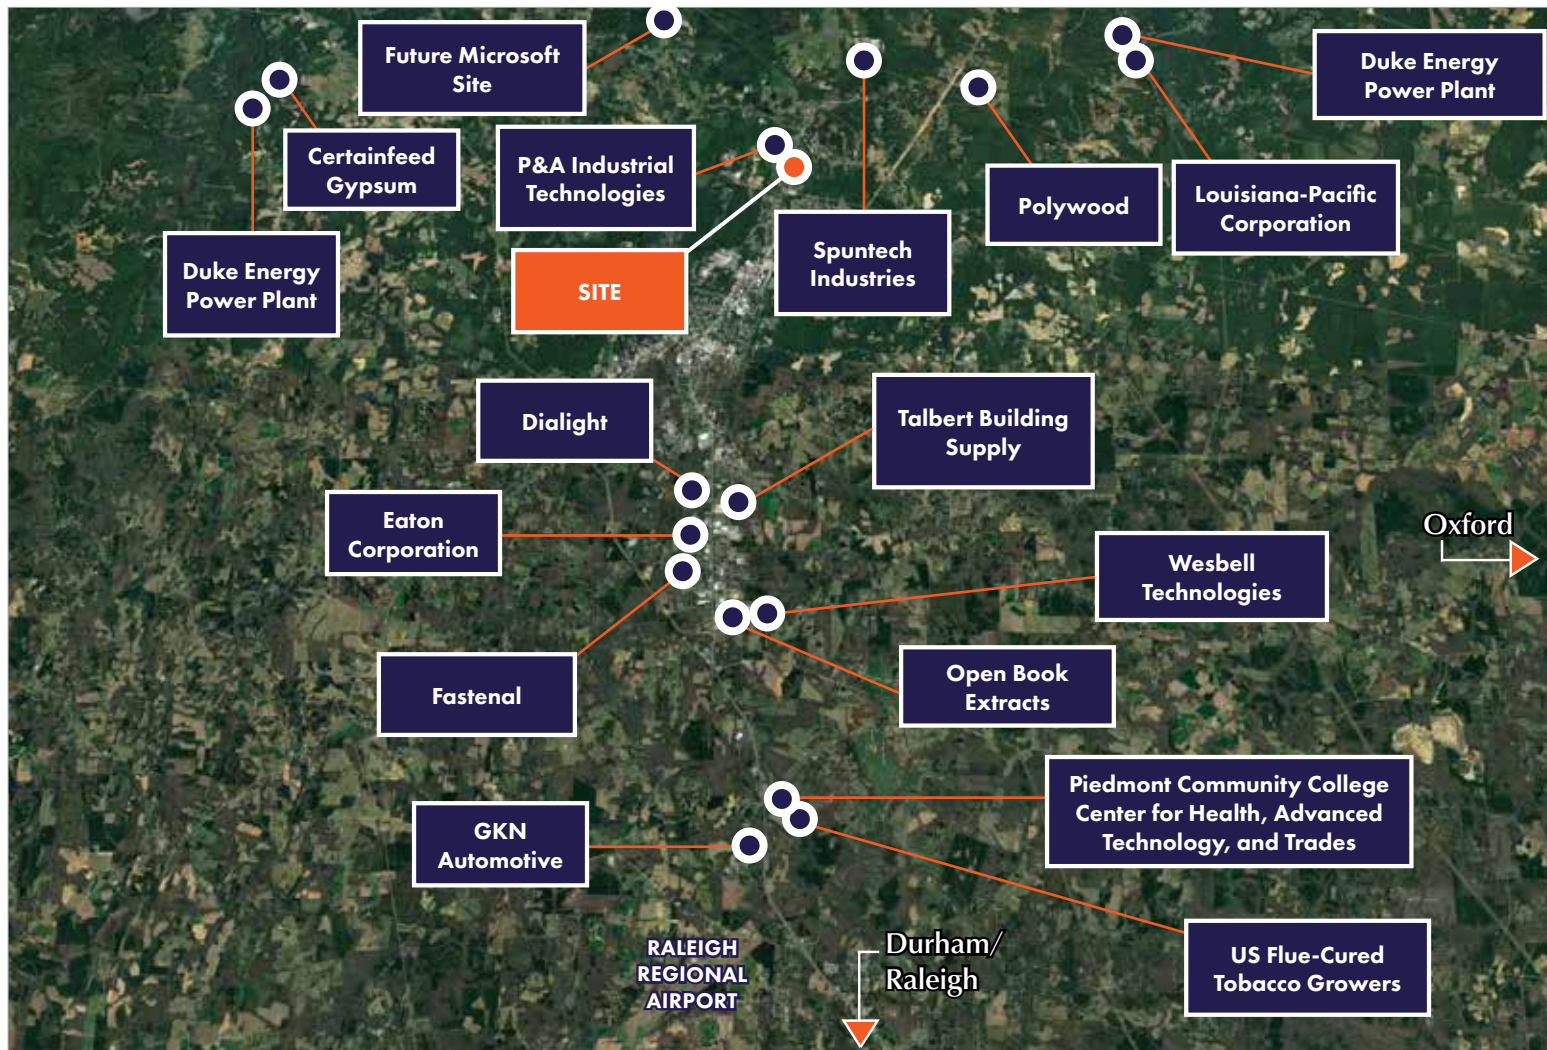 Future Microsoft
Site
Duke Energy
Power Plant
Certainfeed
Gypsum
P&A Industrial
Technologies
Polywood
Louisiana-Pacific
Corporation
Spuntech
Industries
Duke Energy
Power Plant
SITE
Dialight
Talbert Building
Supply
Eaton
Corporation
Oxford
Wesbell
Technologies
Fastenal
Open Book
Extracts
Piedmont Community College
Center for Health, Advanced
Technology, and Trades
GKN
Automotive
RALEIGH
REGIONAL
AIRPORT
Durham/
Raleigh
US Flue-Cured
Tobacco Growers